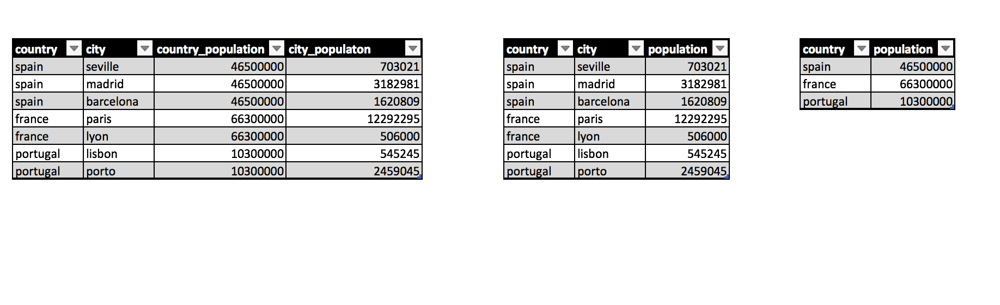 country city country_population city_populaton
spain seville 46500000 703021
spain madrid 46500000 3182981
spain barcelona 46500000 1620809
france paris 66300000 12292295
france lyon 66300000 506000
portugal lisbon 10300000 545245
portugal porto 10300000 2459045
country city population
spain seville 703021
spain madrid 3182981
spain barcelona 1620809
france paris 12292295
france lyon 506000
portugal lisbon 545245
portugal porto 2459045
country population
spain 46500000
france 66300000
portugal 10300000